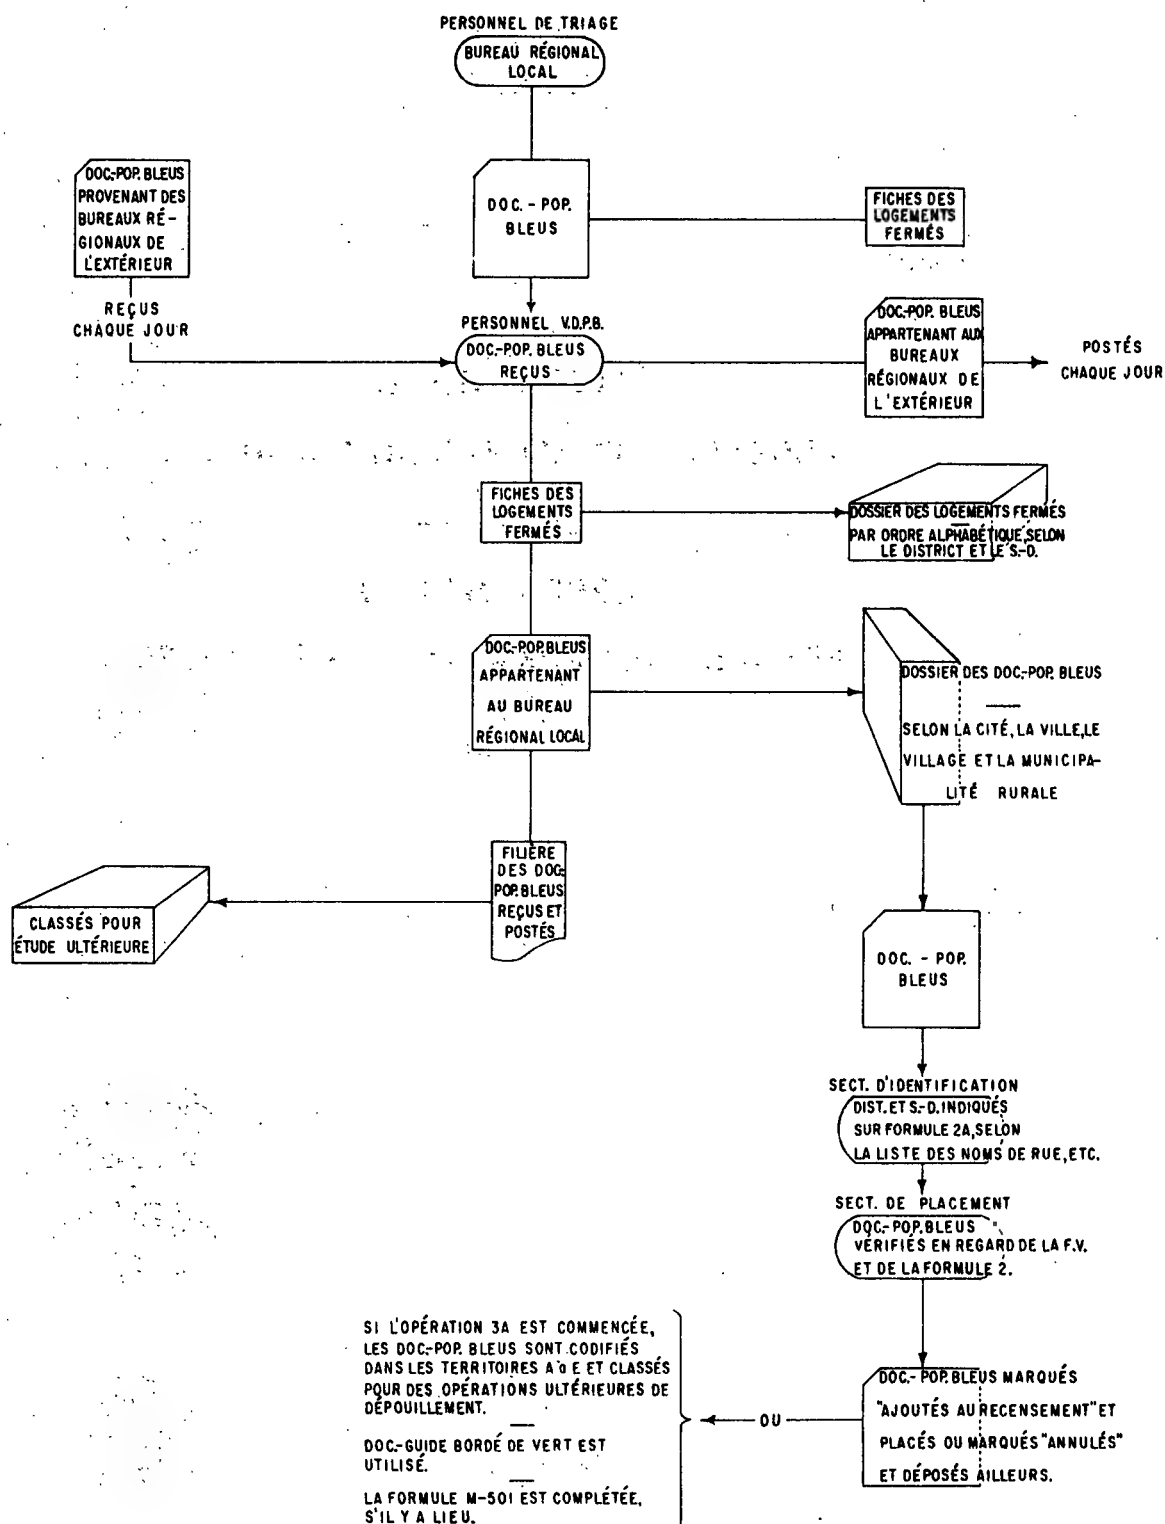 PERSONNEL DE TRIAGE
BUREAU RÉGIONAL
LOCAL
DOC.-POP. BLEUS
PROVENANT DES
BUREAUX RÉ-
GIONAUX DE
L'EXTÉRIEUR
DOC. - POP.
BLEUS
FICHES DES
LOGEMENTS
FERMÉS
REÇUS
CHAQUE JOUR
PERSONNEL V.D.P.B.
DOC.-POP. BLEUS
REÇUS
DOC.-POP. BLEUS
APPARTENANT AUX
BUREAUX
RÉGIONAUX DE
L'EXTÉRIEUR
POSTÉS
CHAQUE JOUR
FICHES DES
LOGEMENTS
FERMÉS
DOSSIER DES LOGEMENTS FERMÉS
PAR ORDRE ALPHABÉTIQUE, SELON
LE DISTRICT ET LE S.-D.
DOC.-POP. BLEUS
APPARTENANT
AU BUREAU
RÉGIONAL LOCAL
DOSSIER DES DOC.-POP. BLEUS
SELON LA CITÉ, LA VILLE, LE
VILLAGE ET LA MUNICIPA-
LITÉ RURALE
FILIÈRE
DES DOC.-
POP. BLEUS
REÇUS ET
POSTÉS
CLASSÉS POUR
ÉTUDE ULTÉRIEURE
DOC. - POP.
BLEUS
SECT. D'IDENTIFICATION
DIST. ET S.-D. INDIQUÉS
SUR FORMULE 2A, SELON
LA LISTE DES NOMS DE RUE, ETC.
SECT. DE PLACEMENT
DOC.-POP. BLEUS
VÉRIFIÉS EN REGARD DE LA F.V.
ET DE LA FORMULE 2.
SI L'OPÉRATION 3A EST COMMENCÉE,
LES DOC.-POP. BLEUS SONT CODIFIÉS
DANS LES TERRITOIRES A à E ET CLASSÉS
POUR DES OPÉRATIONS ULTÉRIEURES DE
DÉPOUILLEMENT.
DOC.-GUIDE BORDÉ DE VERT EST
UTILISÉ.
LA FORMULE M-501 EST COMPLÉTÉE,
S'IL Y A LIEU.
OU
DOC.- POP. BLEUS MARQUÉS
"AJOUTÉS AU RECENSEMENT" ET
PLACÉS OU MARQUÉS "ANNULÉS"
ET DÉPOSÉS AILLEURS.